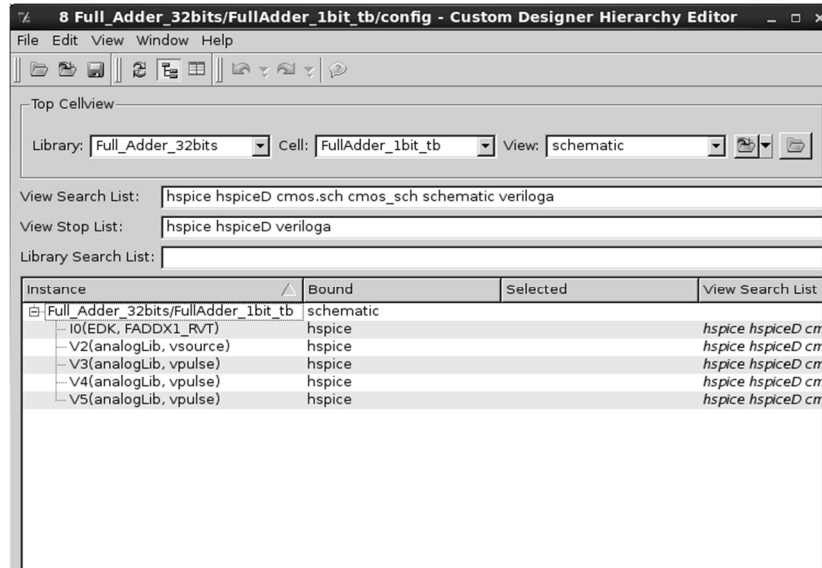 8 Full_Adder_32bits/FullAdder_1bit_tb/config - Custom Designer Hierarchy Editor
File Edit View Window Help
Top Cellview
Library: Full_Adder_32bits Cell: FullAdder_1bit_tb View: schematic
View Search List: hspice hspiceD cmos.sch cmos_sch schematic veriloga
View Stop List: hspice hspiceD veriloga
Library Search List:
Instance Bound Selected View Search List
Full_Adder_32bits/FullAdder_1bit_tb schematic
I0(EDK, FADDX1_RVT) hspice hspice hspiceD cm
V2(analogLib, vsource) hspice
V3(analogLib, vpulse) hspice hspice hspiceD cm
V4(analogLib, vpulse) hspice hspice hspiceD cm
V5(analogLib, vpulse) hspice hspice hspiceD cm